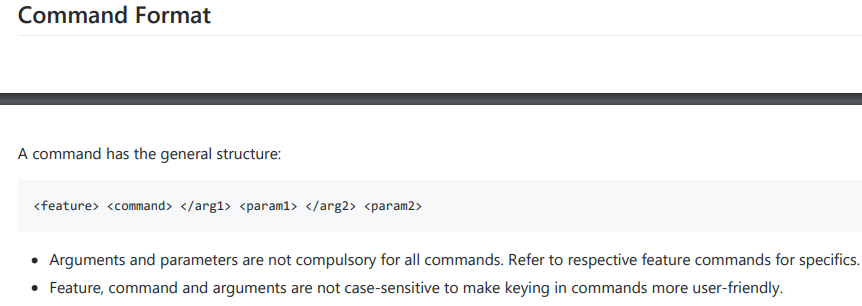 Command Format
A command has the general structure:
<feature> <command> </arg1> <param1> </arg2> <param2>
• Arguments and parameters are not compulsory for all commands. Refer to respective feature commands for specifics.
• Feature, command and arguments are not case-sensitive to make keying in commands more user-friendly.